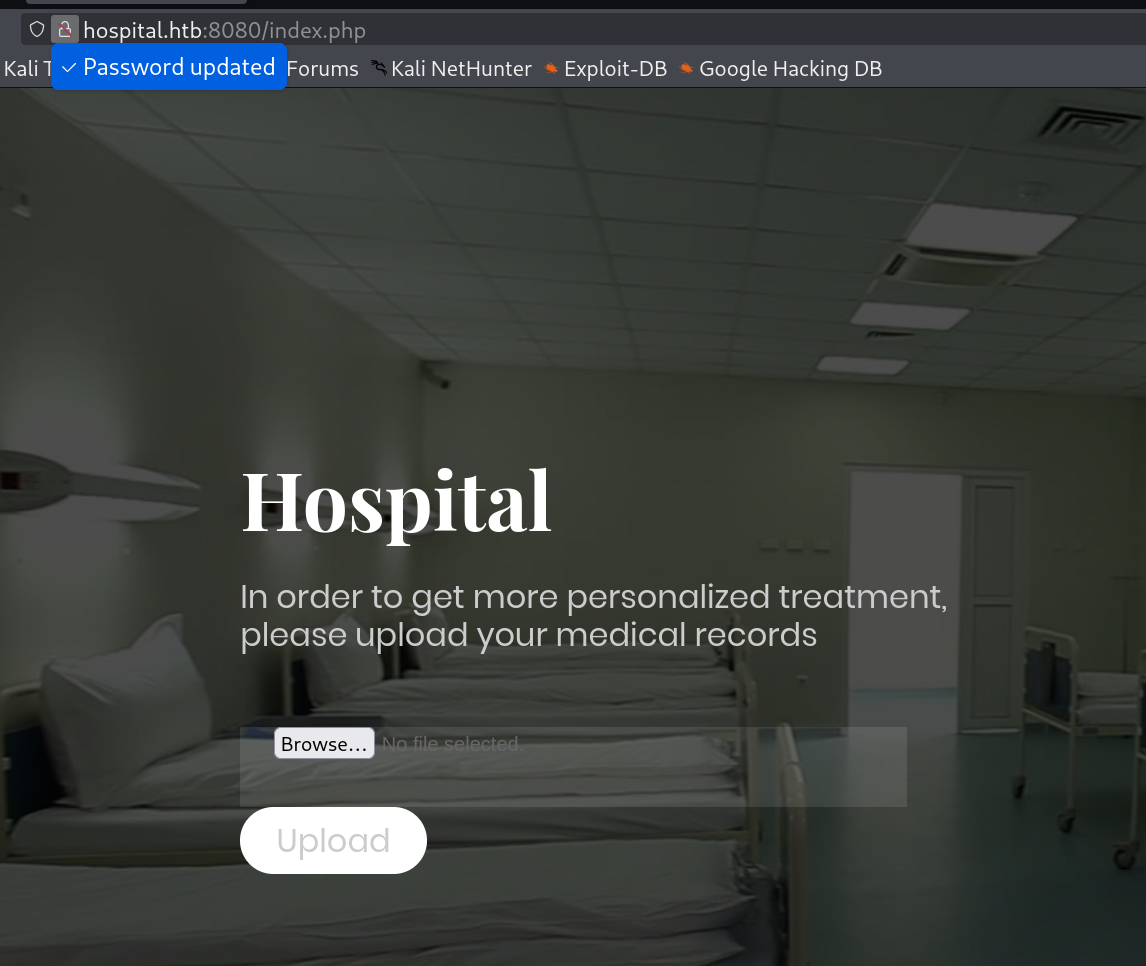 hospital.htb:8080/index.php
Kali T
Password updated
Forums
Kali NetHunter
Exploit-DB
Google Hacking DB
Hospital
In order to get more personalized treatment,
please upload your medical records
Browse...
No file selected.
Upload